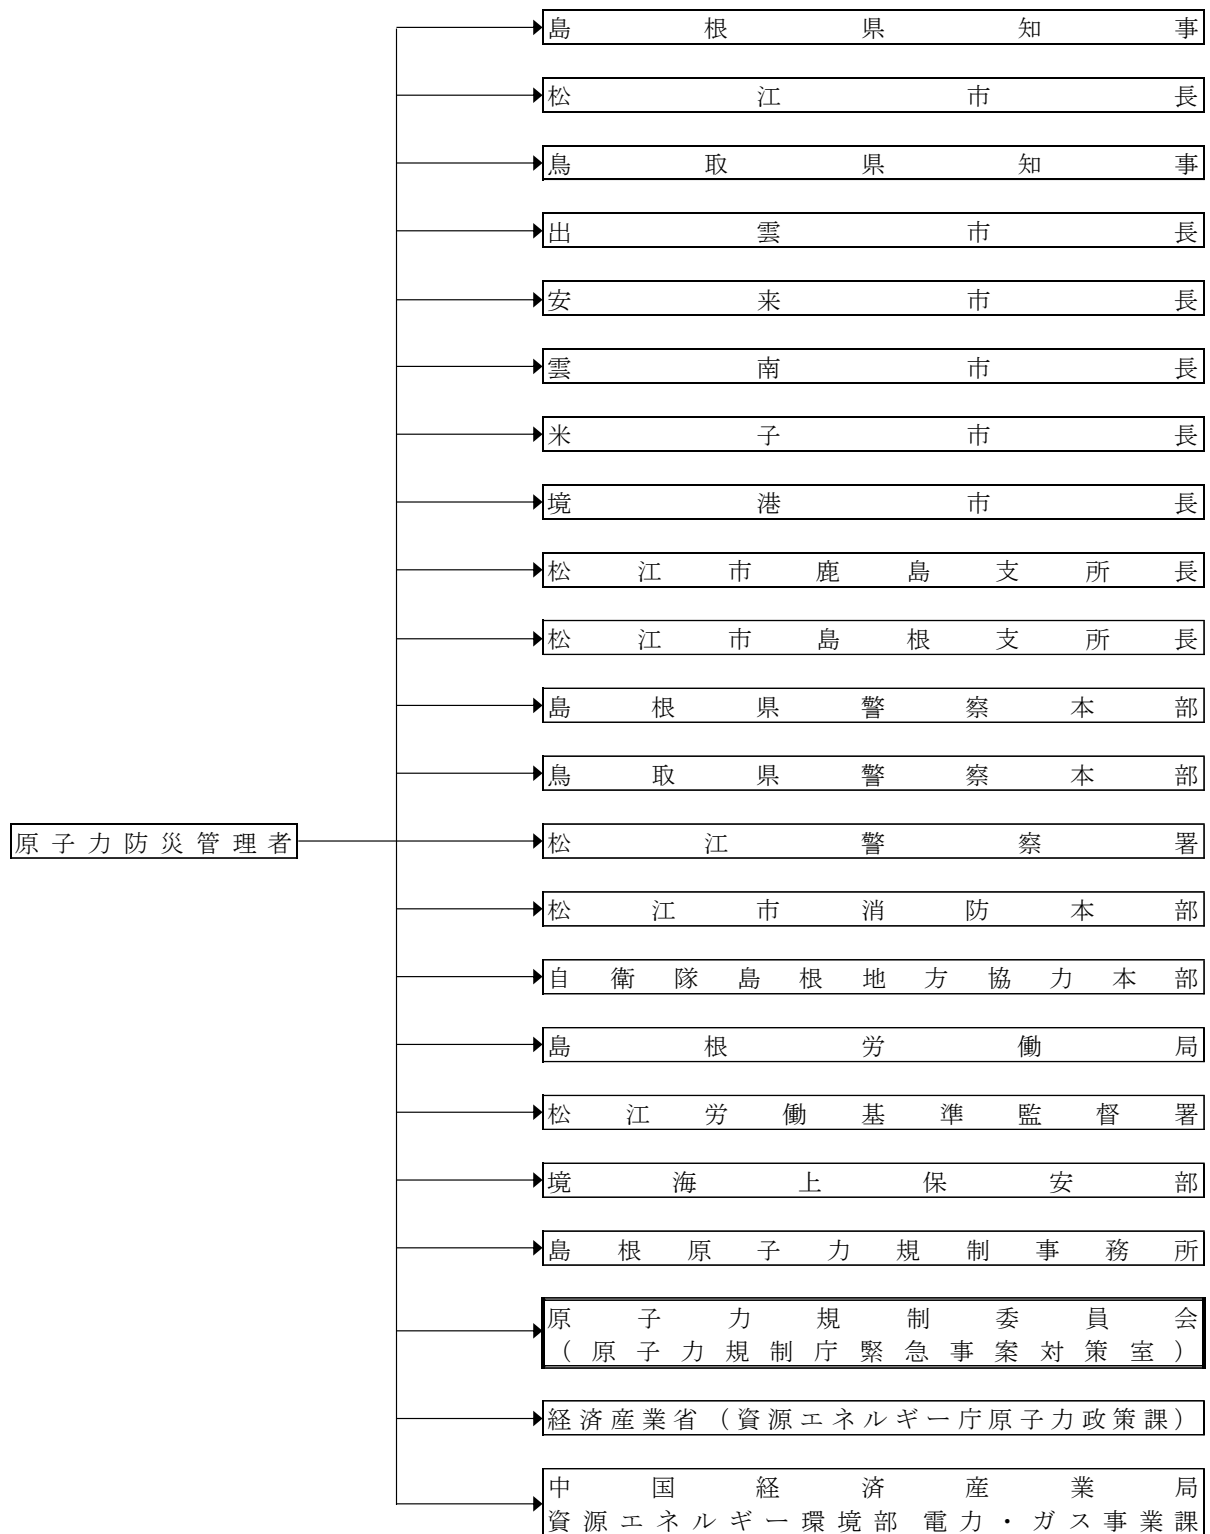 島根県知事
松江市長
鳥取県知事
出雲市長
安来市長
雲南市長
米子市長
境港市長
松江市鹿島支所長
松江市島根支所長
島根県警察本部
鳥取県警察本部
原子力防災管理者
松江警察署
松江市消防本部
自衛隊島根地方協力本部
島根労働局
松江労働基準監督署
境海上保安部
島根原子力規制事務所
原子力規制委員会
(原子力規制庁緊急事案対策室)
経済産業省(資源エネルギー庁原子力政策課)
中国経済産業局
資源エネルギー環境部 電力・ガス事業課